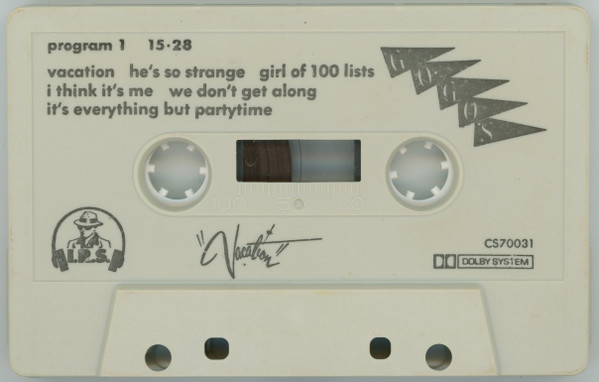 program 1 15·28
vacation he's so strange girl of 100 lists
i think it's me we don't get along
it's everything but partytime
GO-GO'S
I.R.S.
"Vacation"
CS70031
DOLBY SYSTEM